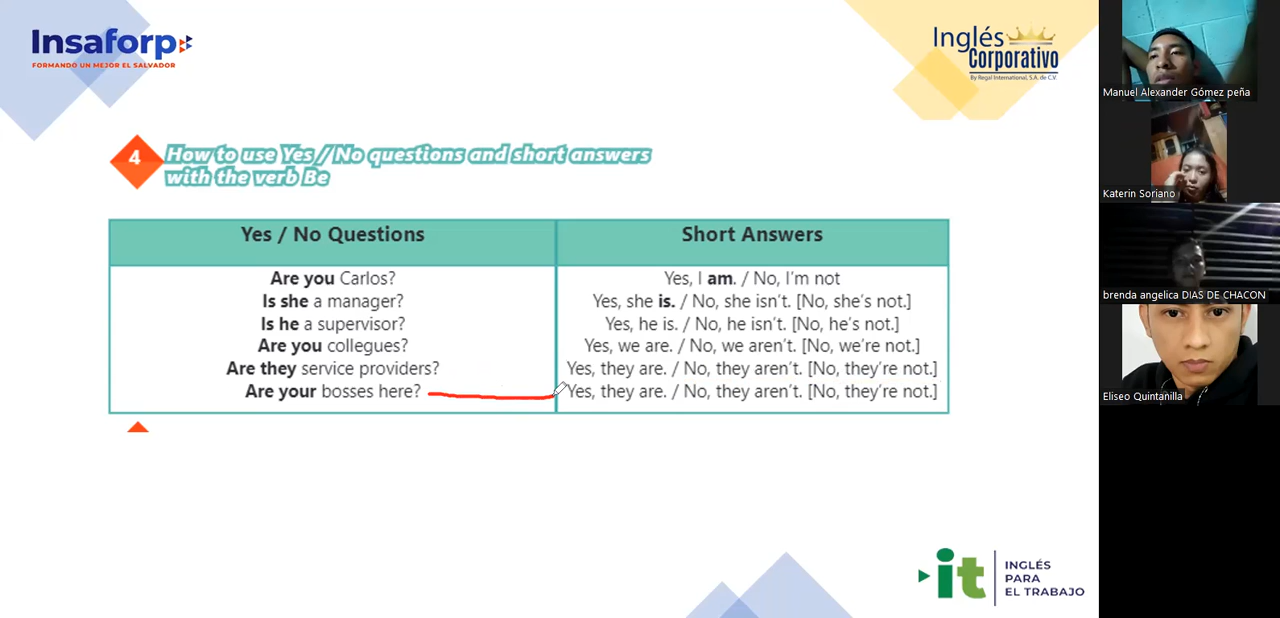 Insaforp
FORMANDO UN MEJOR EL SALVADOR
Inglés
Corporativo
By Regal International, S.A. de C.V.
4
How to use Yes / No questions and short answers
with the verb Be
Yes / No Questions
Short Answers
Are you Carlos?
Yes, I am. / No, I'm not
Is she a manager?
Yes, she is. / No, she isn't. [No, she's not.]
Is he a supervisor?
Yes, he is. / No, he isn't. [No, he's not.]
Are you collegues?
Yes, we are. / No, we aren't. [No, we're not.]
Are they service providers?
Yes, they are. / No, they aren't. [No, they're not.]
Are your bosses here?
Yes, they are. / No, they aren't. [No, they're not.]
it
INGLÉS
PARA
EL TRABAJO
Manuel Alexander Gómez peña
Katerin Soriano
brenda angelica DIAS DE CHACON
Eliseo Quintanilla